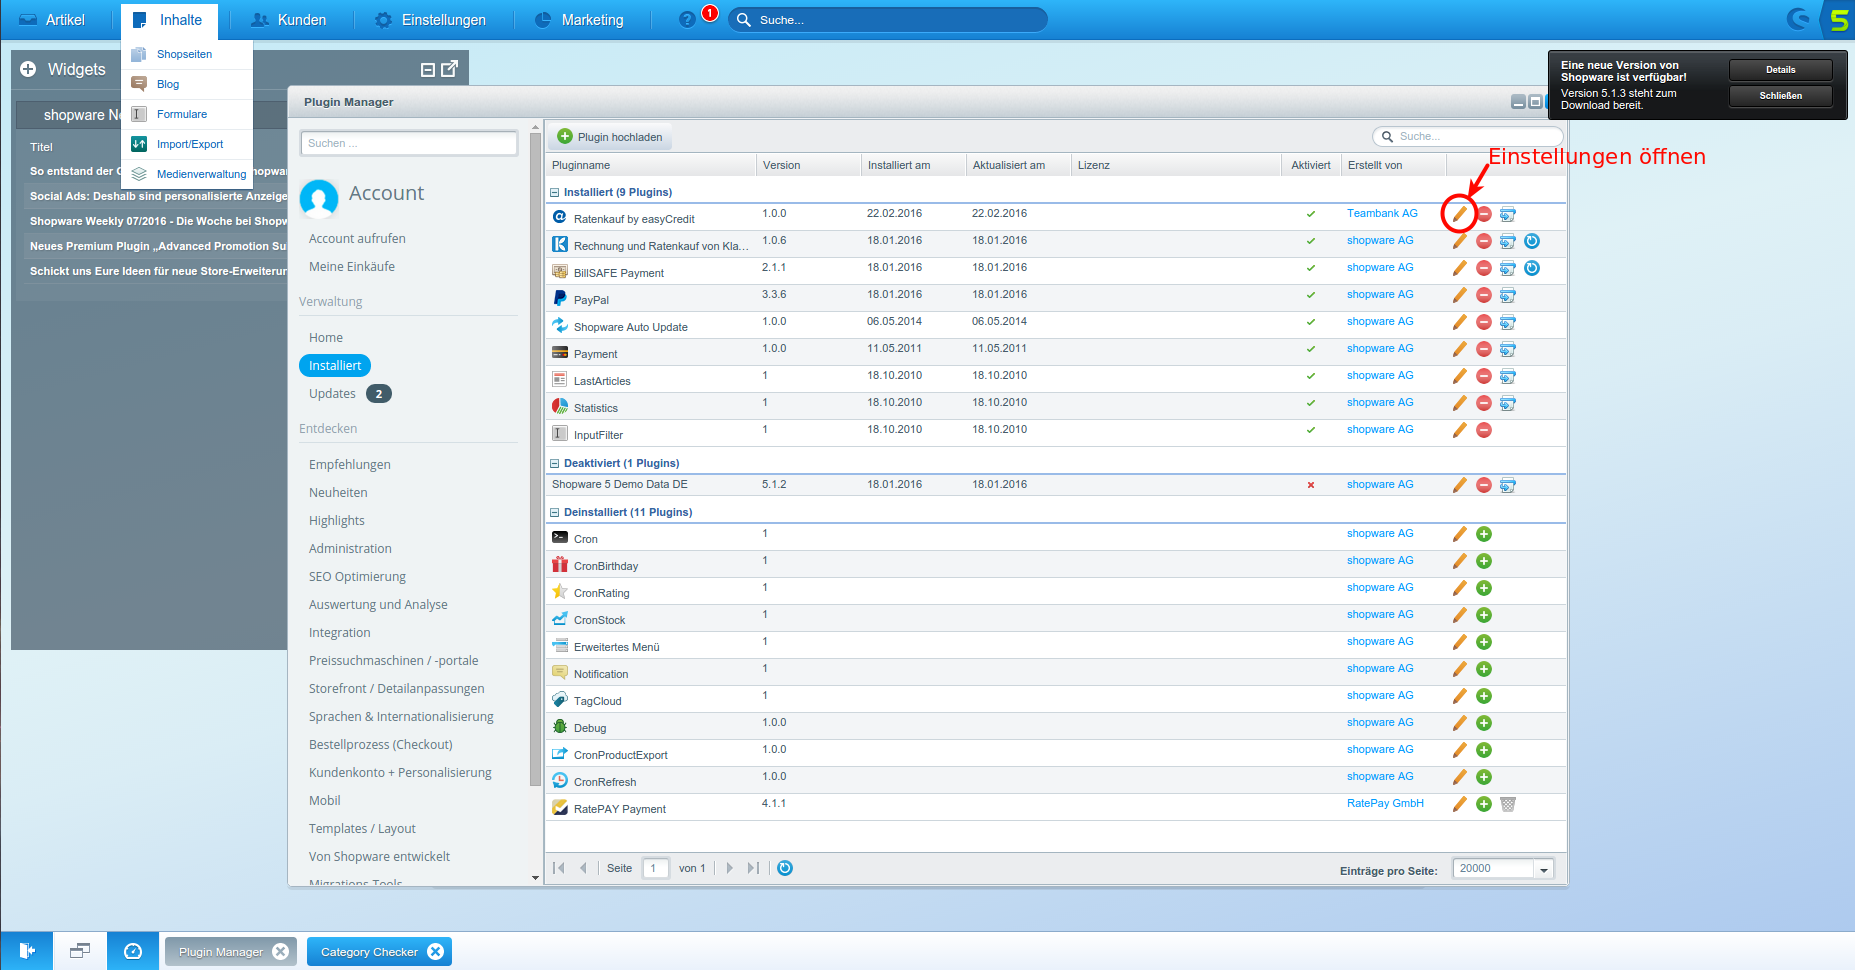 Artikel Inhalte Kunden Einstellungen Marketing ? 1 Suche... 5
Shopseiten
Blog
Formulare
Import/Export
Medienverwaltung
Widgets
shopware
Titel
So entstand der
Social Ads: Deshalb sind personalisierte Anzeige
Shopware Weekly 07/2016 - Die Woche bei Shopw
Neues Premium Plugin „Advanced Promotion Su
Schickt uns Eure Ideen für neue Store-Erweiterun
Eine neue Version von
Shopware ist verfügbar!
Version 5.1.3 steht zum
Download bereit.
Details
Schließen
Plugin Manager
Suchen ...
Account
Account aufrufen
Meine Einkäufe
Verwaltung
Home
Installiert
Updates 2
Entdecken
Empfehlungen
Neuheiten
Highlights
Administration
SEO Optimierung
Auswertung und Analyse
Integration
Preissuchmaschinen / -portale
Storefront / Detailanpassungen
Sprachen & Internationalisierung
Bestellprozess (Checkout)
Kundenkonto + Personalisierung
Mobil
Templates / Layout
Von Shopware entwickelt
Migrations Tools
Plugin hochladen Suche...
Einstellungen öffnen
Pluginname Version Installiert am Aktualisiert am Lizenz Aktiviert Erstellt von
Installiert (9 Plugins)
Ratenkauf by easyCredit 1.0.0 22.02.2016 22.02.2016 Teambank AG
Rechnung und Ratenkauf von Kla... 1.0.6 18.01.2016 18.01.2016 shopware AG
BillSAFE Payment 2.1.1 18.01.2016 18.01.2016 shopware AG
PayPal 3.3.6 18.01.2016 18.01.2016 shopware AG
Shopware Auto Update 1.0.0 06.05.2014 06.05.2014 shopware AG
Payment 1.0.0 11.05.2011 11.05.2011 shopware AG
LastArticles 1 18.10.2010 18.10.2010 shopware AG
Statistics 1 18.10.2010 18.10.2010 shopware AG
InputFilter 1 18.10.2010 18.10.2010 shopware AG
Deaktiviert (1 Plugins)
Shopware 5 Demo Data DE 5.1.2 18.01.2016 18.01.2016 shopware AG
Deinstalliert (11 Plugins)
Cron 1 shopware AG
CronBirthday 1 shopware AG
CronRating 1 shopware AG
CronStock 1 shopware AG
Erweitertes Menü 1 shopware AG
Notification 1 shopware AG
TagCloud 1 shopware AG
Debug 1.0.0 shopware AG
CronProductExport 1.0.0 shopware AG
CronRefresh 1.0.0 shopware AG
RatePAY Payment 4.1.1 RatePay GmbH
Seite 1 von 1 Einträge pro Seite: 20000
Plugin Manager Category Checker